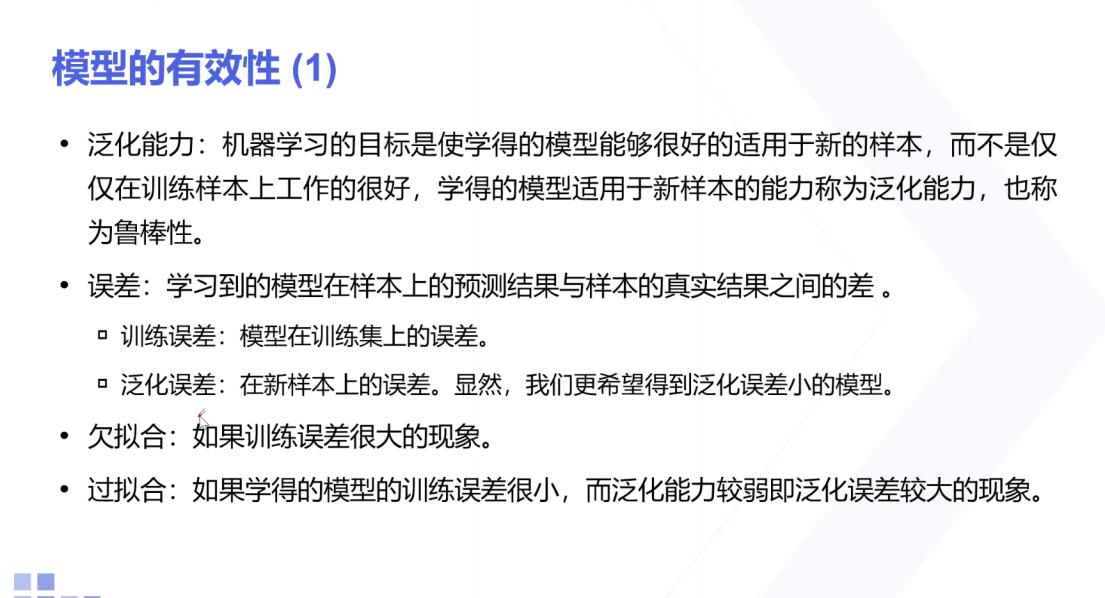 模型的有效性 (1)
• 泛化能力：机器学习的目标是使学得的模型能够很好的适用于新的样本，而不是仅
仅在训练样本上工作的很好，学得的模型适用于新样本的能力称为泛化能力，也称
为鲁棒性。
• 误差：学习到的模型在样本上的预测结果与样本的真实结果之间的差 。
▫ 训练误差：模型在训练集上的误差。
▫ 泛化误差：在新样本上的误差。显然，我们更希望得到泛化误差小的模型。
• 欠拟合：如果训练误差很大的现象。
• 过拟合：如果学得的模型的训练误差很小，而泛化能力较弱即泛化误差较大的现象。